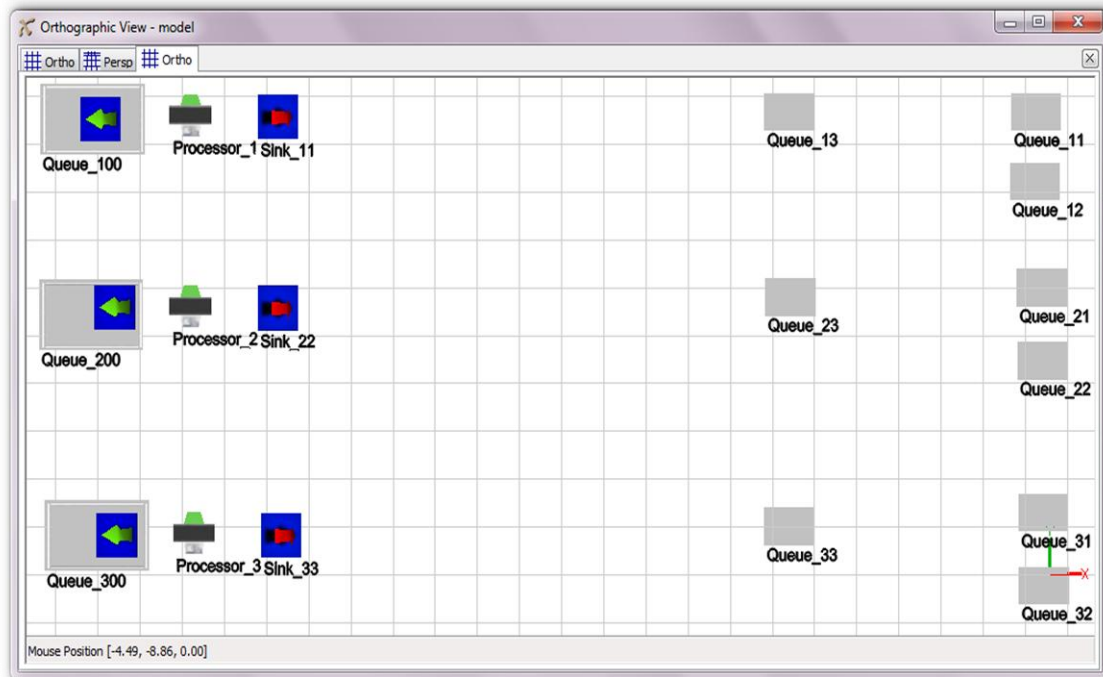 Orthographic View - model
Ortho
Persp
Ortho
Queue_100
Processor_1
Sink_11
Queue_13
Queue_11
Queue_12
Queue_200
Processor_2
Sink_22
Queue_23
Queue_21
Queue_22
Queue_300
Processor_3
Sink_33
Queue_33
Queue_31
X
Queue_32
Mouse Position [-4.49, -8.86, 0.00]